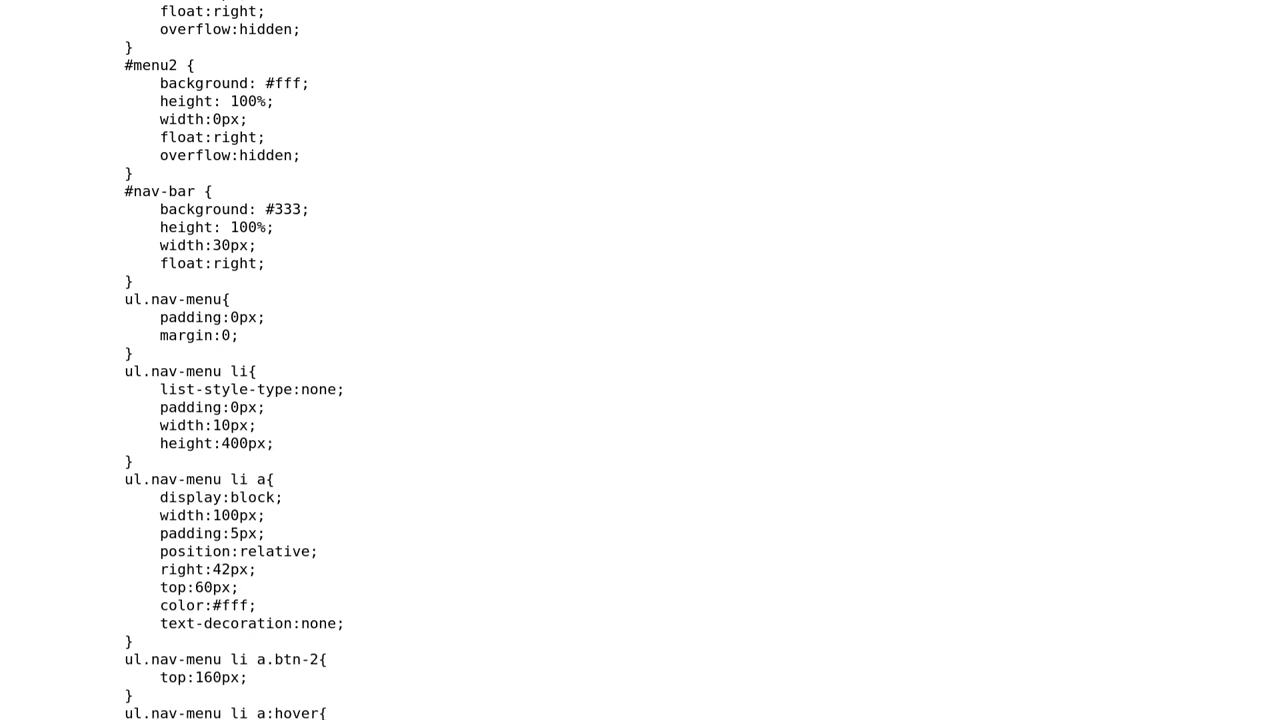 float:right;
overflow:hidden;
}
#menu2 {
background: #fff;
height: 100%;
width:0px;
float:right;
overflow:hidden;
}
#nav-bar {
background: #333;
height: 100%;
width:30px;
float:right;
}
ul.nav-menu{
padding:0px;
margin:0;
}
ul.nav-menu li{
list-style-type:none;
padding:0px;
width:10px;
height:400px;
}
ul.nav-menu li a{
display:block;
width:100px;
padding:5px;
position:relative;
right:42px;
top:60px;
color:#fff;
text-decoration:none;
}
ul.nav-menu li a.btn-2{
top:160px;
}
ul.nav-menu li a:hover{